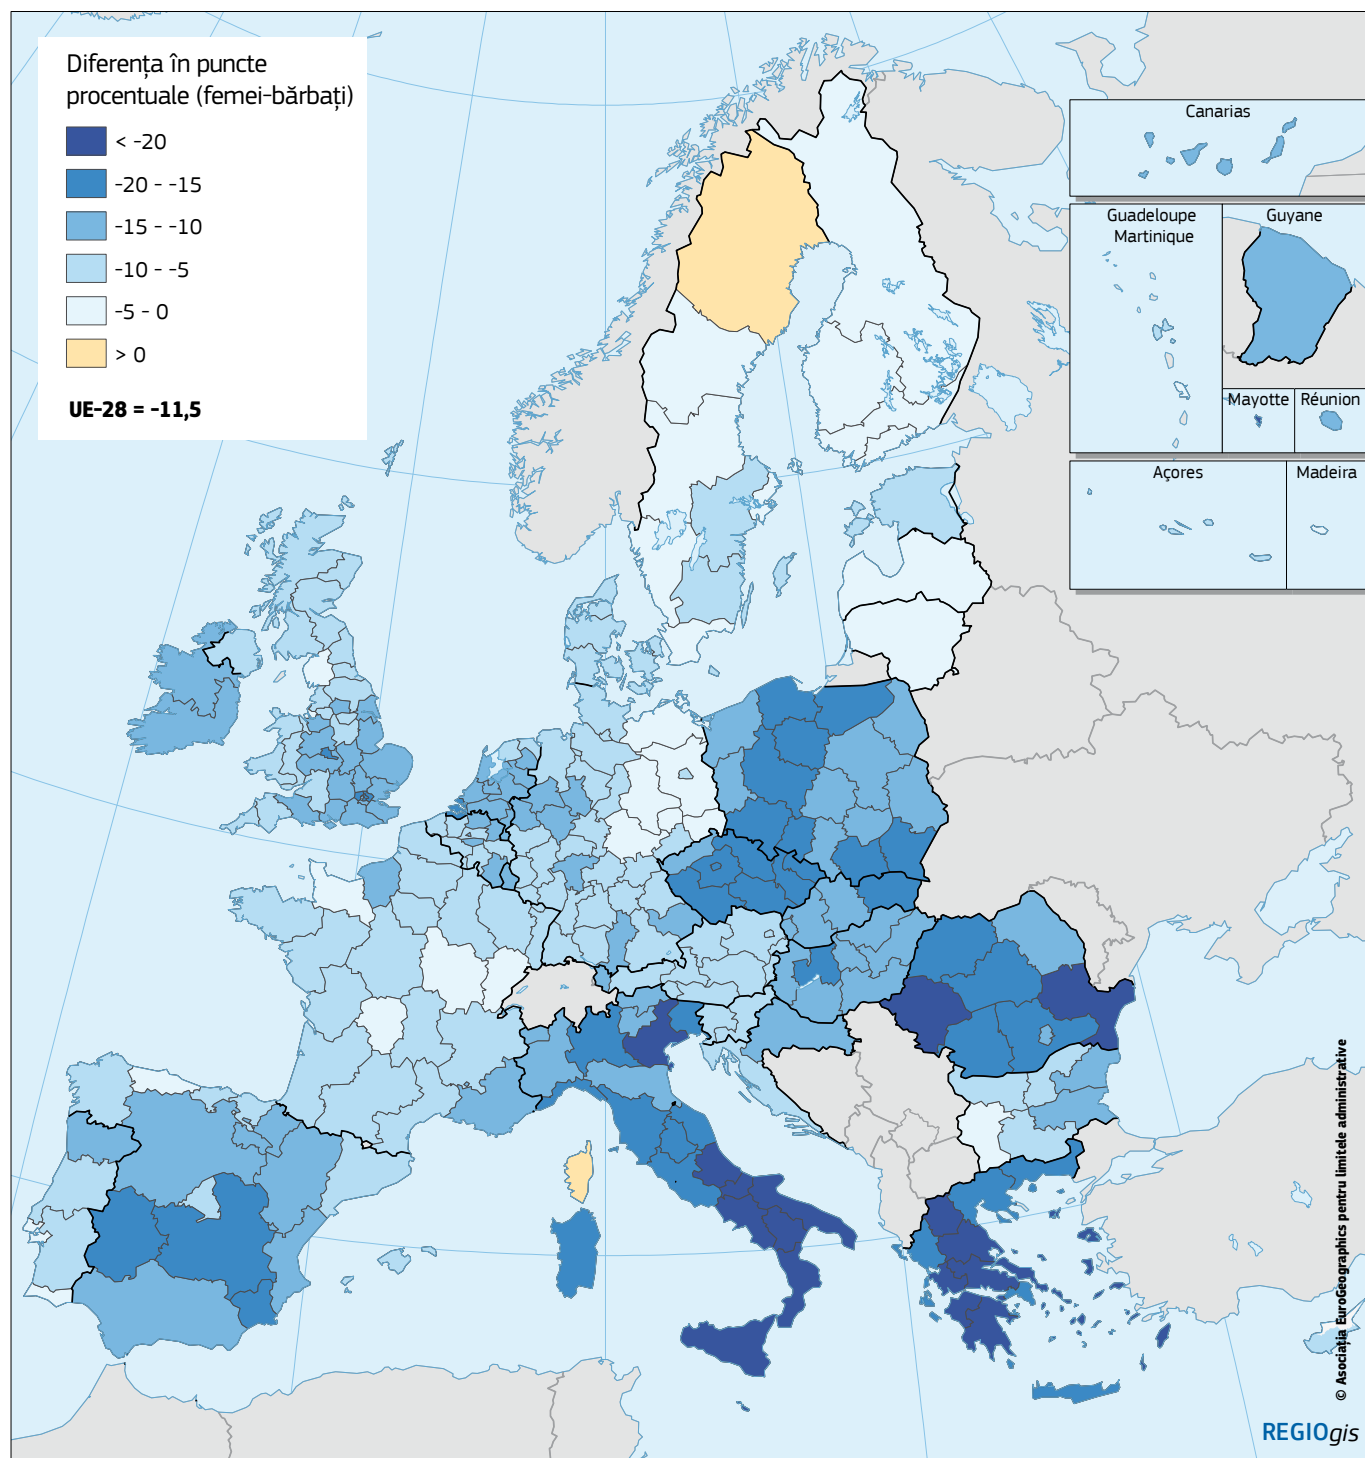 Diferența în puncte
procentuale (femei-bărbați)
< -20
-20 - -15
-15 - -10
-10 - -5
-5 - 0
> 0
UE-28 = -11,5
Canarias
Guadeloupe
Martinique
Guyane
Mayotte
Réunion
Açores
Madeira
© Asociația EuroGeographics pentru limitele administrative
REGIOgis